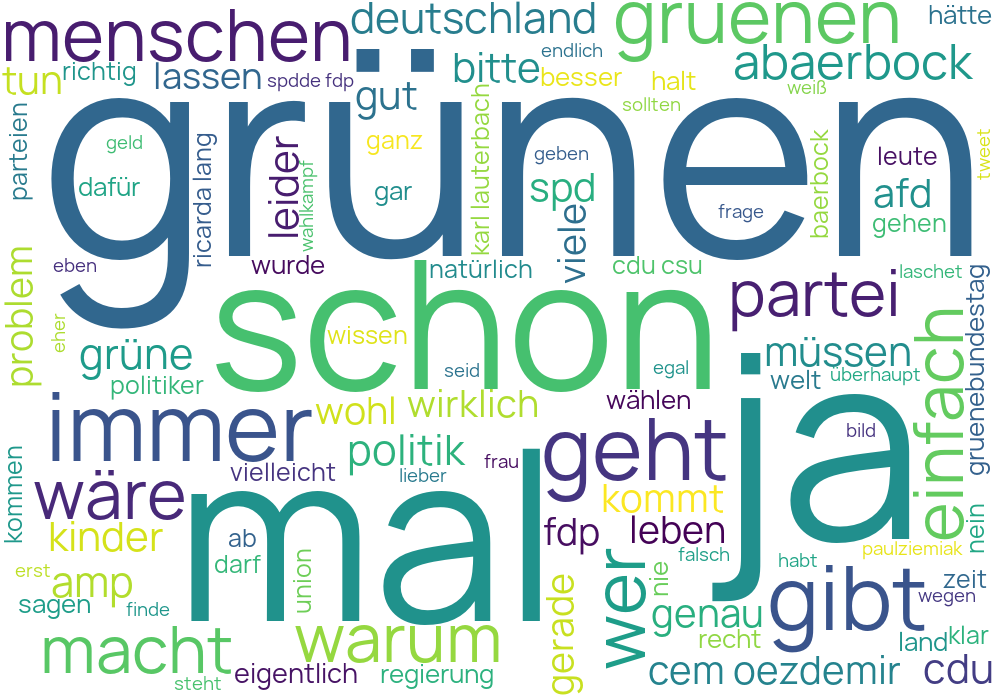 menschen
deutschland
gruenen
hätte
tun
richtig
lassen
spdde fdp
endlich
bitte
besser
halt
abaerbock
weiß
gut
sollten
parteien
geld
dafür
ricarda lang
leider
wahlkampf
ganz
gar
karl lauterbach
geben
spd
viele
frage
baerbock
leute
afd
gehen
tweet
grünen
eben
wurde
natürlich
cdu csu
laschet
problem
eher
grüne
politiker
schon
wissen
seid
egal
partei
müssen
welt
überhaupt
einfach
gruenebundestag
immer
wohl
wirklich
wählen
ja
bild
kommen
wäre
vielleicht
politik
lieber
frau
geht
kommt
kinder
ab
darf
union
mal
fdp
leben
falsch
habt
paulziemiak
nein
erst
amp
sagen
finde
gerade
wer
nie
genau
recht
gibt
zeit
wegen
land
klar
macht
steht
eigentlich
warum
regierung
cem oezdemir
cdu